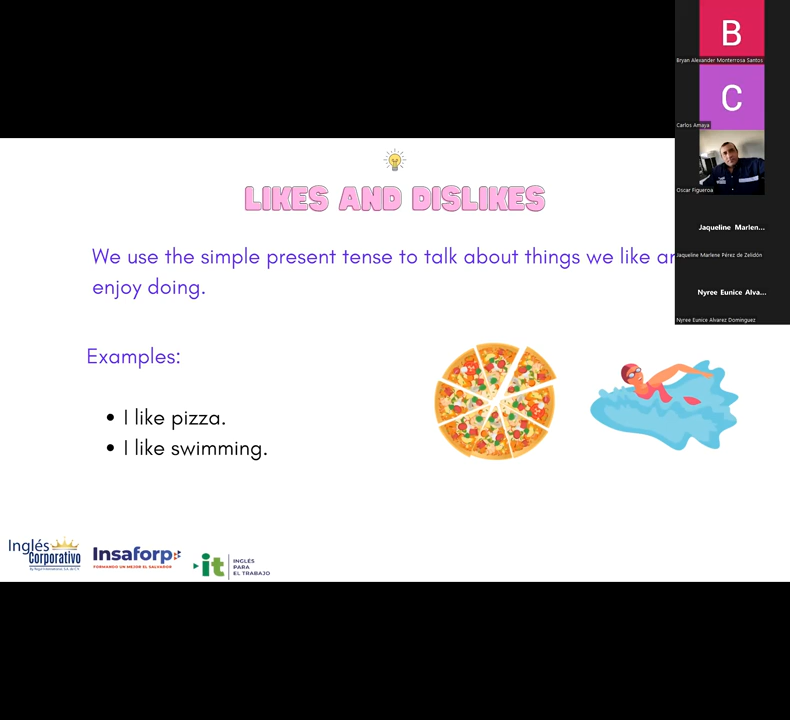 B
Bryan Alexander Monterrosa Santos
C
Carlos Amaya
Oscar Figueroa
Jaqueline Marlen...
Jaqueline Marlene Pérez de Zelidón
Nyree Eunice Alva...
Nyree Eunice Alvarez Dominguez
LIKES AND DISLIKES
We use the simple present tense to talk about things we like an
enjoy doing.
Examples:
• I like pizza.
• I like swimming.
Inglés
Corporativo
Insaforp
FORMANDO UN MEJOR EL SALVADOR
it
INGLÉS
PARA
EL TRABAJO